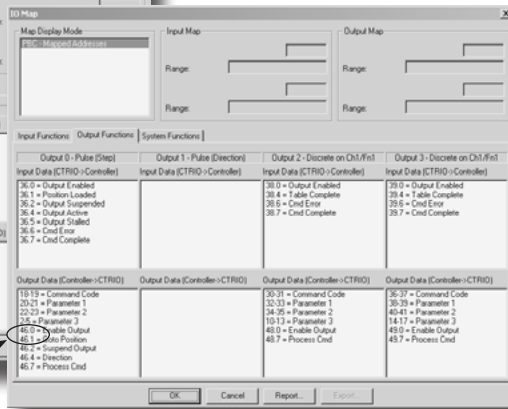 IO Map
Map Display Mode
PBC - Mapped Addresses
Input Map
Range:
Range:
Output Map
Range:
Range:
Input Functions
Output Functions
System Functions
Output 0 - Pulse (Step)
Input Data (CTRIO->Controller)
36.0 = Output Enabled
36.1 = Position Loaded
36.2 = Output Suspended
36.4 = Output Active
36.5 = Output Stalled
36.6 = Cmd Error
36.7 = Cmd Complete
Output 1 - Pulse (Direction)
Input Data (CTRIO->Controller)
Output 2 - Discrete on Ch1/Fn1
Input Data (CTRIO->Controller)
38.0 = Output Enabled
38.4 = Table Complete
38.6 = Cmd Error
38.7 = Cmd Complete
Output 3 - Discrete on Ch1/Fn1
Input Data (CTRIO->Controller)
39.0 = Output Enabled
39.4 = Table Complete
39.6 = Cmd Error
39.7 = Cmd Complete
Output Data (Controller->CTRIO)
18-19 = Command Code
20-21 = Parameter 1
22-23 = Parameter 2
2-5 = Parameter 3
46.0 = Enable Output
46.1 = Goto Position
46.2 = Suspend Output
46.4 = Direction
46.7 = Process Cmd
Output Data (Controller->CTRIO)
Output Data (Controller->CTRIO)
30-31 = Command Code
32-33 = Parameter 1
34-35 = Parameter 2
10-13 = Parameter 3
48.0 = Enable Output
48.7 = Process Cmd
Output Data (Controller->CTRIO)
36-37 = Command Code
38-39 = Parameter 1
40-41 = Parameter 2
14-17 = Parameter 3
49.0 = Enable Output
49.7 = Process Cmd
OK
Cancel
Report...
Export...